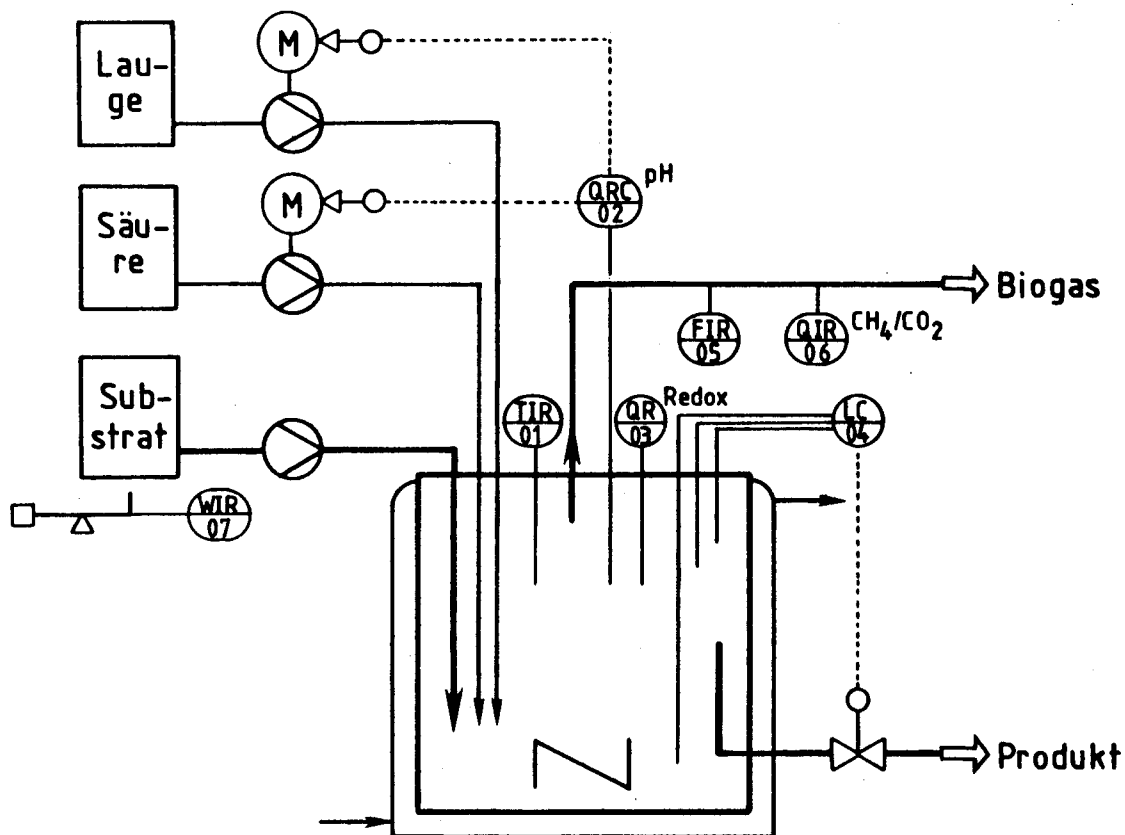 Lau-
ge
M
Säu-
re
M
QRC
02
pH
Biogas
FIR
05
QIR
06
CH₄/CO₂
Sub-
strat
TIR
01
QR
03
Redox
LC
04
WIR
07
Produkt